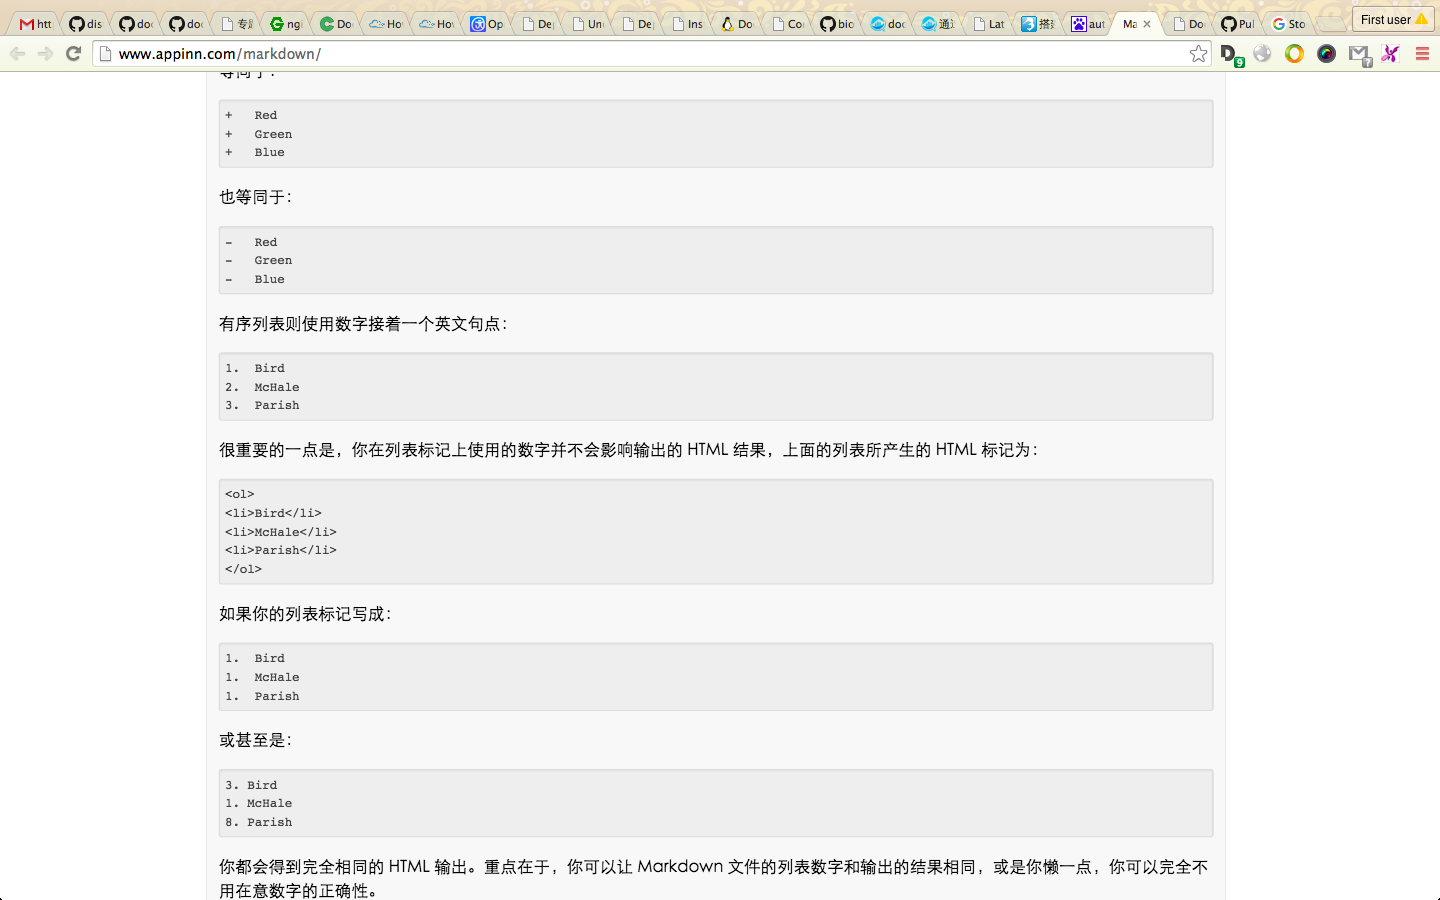 htt
dis
doc
doc
专题
ngi
Do
Ho
Ho
Op
De
Un
De
Ins
Do
Co
bio
doc
通过
Lat
搭建
aut
Ma
Do
Pul
Sto
First user
www.appinn.com/markdown/
等同于：
+ Red
+ Green
+ Blue
也等同于：
- Red
- Green
- Blue
有序列表则使用数字接着一个英文句点：
1. Bird
2. McHale
3. Parish
很重要的一点是，你在列表标记上使用的数字并不会影响输出的 HTML 结果，上面的列表所产生的 HTML 标记为：
<ol>
<li>Bird</li>
<li>McHale</li>
<li>Parish</li>
</ol>
如果你的列表标记写成：
1. Bird
1. McHale
1. Parish
或甚至是：
3. Bird
1. McHale
8. Parish
你都会得到完全相同的 HTML 输出。重点在于，你可以让 Markdown 文件的列表数字和输出的结果相同，或是你懒一点，你可以完全不
用在意数字的正确性。